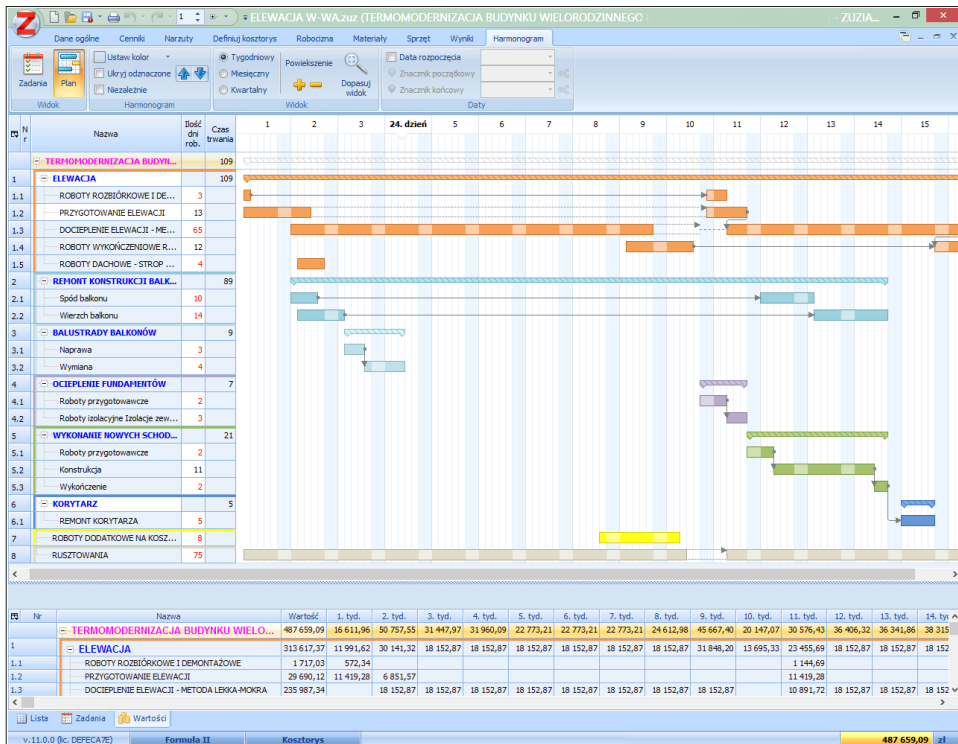 Z 1 ELEWACJA W-WA.zuz (TERMOMODERNIZACJA BUDYNKU WIELORODZINNEGO - ZUZIA...
Dane ogólne Cenniki Narzuty Definiuj kosztorys Robocizna Materiały Sprzęt Wyniki Harmonogram
Zadania Plan Ustaw kolor Tygodniowy Powiekszenie Dopasuj widok Data rozpoczęcia
Ukryj odznaczone Miesięczny Znacznik początkowy
Niezależnie Kwartalny Znacznik końcowy
Widok Harmonogram Widok Daty
Nr Nazwa Ilość dni rob. Czas trwania 1 2 3 24. dzień 5 6 7 8 9 10 11 12 13 14 15
TERMOMODERNIZACJA BUDYN... 109
1 ELEWACJA 109
1.1 ROBOTY ROZBIÓRKOWE I DE... 3
1.2 PRZYGOTOWANIE ELEWACJI 13
1.3 DOCIEPLENIE ELEWACJI - ME... 65
1.4 ROBOTY WYKOŃCZENIOWE R... 12
1.5 ROBOTY DACHOWE - STROP ... 4
2 REMONT KONSTRUKCJI BALK... 89
2.1 Spód balkonu 10
2.2 Wierzch balkonu 14
3 BALUSTRADY BALKONÓW 9
3.1 Naprawa 3
3.2 Wymiana 4
4 OCIEPLENIE FUNDAMENTÓW 7
4.1 Roboty przygotowawcze 2
4.2 Roboty izolacyjne Izolacje zew... 3
5 WYKONANIE NOWYCH SCHOD... 21
5.1 Roboty przygotowawcze 2
5.2 Konstrukcja 11
5.3 Wykończenie 2
6 KORYTARZ 5
6.1 REMONT KORYTARZA 5
7 ROBOTY DODATKOWE NA KOSZ... 8
8 RUSZTOWANIA 75
Nr Nazwa Wartość 1. tyd. 2. tyd. 3. tyd. 4. tyd. 5. tyd. 6. tyd. 7. tyd. 8. tyd. 9. tyd. 10. tyd. 11. tyd. 12. tyd. 13. tyd. 14. tyd
TERMOMODERNIZACJA BUDYNKU WIELO... 487 659,09 16 611,96 50 757,55 31 447,97 31 960,09 22 773,21 22 773,21 22 773,21 24 612,98 45 667,40 20 147,07 30 576,43 36 406,32 36 341,86 38 315
1 ELEWACJA 313 617,37 11 991,62 30 141,32 18 152,87 18 152,87 18 152,87 18 152,87 18 152,87 18 152,87 31 848,20 13 695,33 23 455,69 18 152,87 18 152,87 18 152
1.1 ROBOTY ROZBIÓRKOWE I DEMONTAŻOWE 1 717,03 572,34 1 144,69
1.2 PRZYGOTOWANIE ELEWACJI 29 690,12 11 419,28 6 851,57 11 419,28
1.3 DOCIEPLENIE ELEWACJI - METODA LEKKA-MOKRA 235 987,34 18 152,87 18 152,87 18 152,87 18 152,87 18 152,87 18 152,87 18 152,87 18 152,87 10 891,72 18 152,87 18 152,87 18 152
Lista Zadania Wartości
v.11.0.0 (lic. DEFECA7E) Formuła II Kosztorys 487 659,09 zł